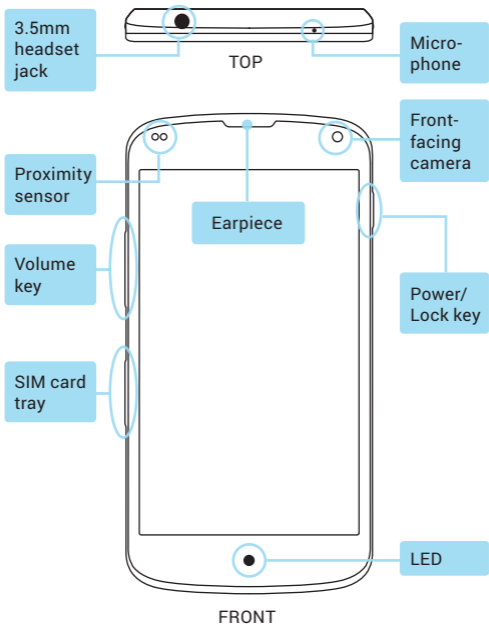 3.5mm
headset
jack
TOP
Micro-
phone
Front-
facing
camera
Proximity
sensor
Earpiece
Volume
key
Power/
Lock key
SIM card
tray
LED
FRONT